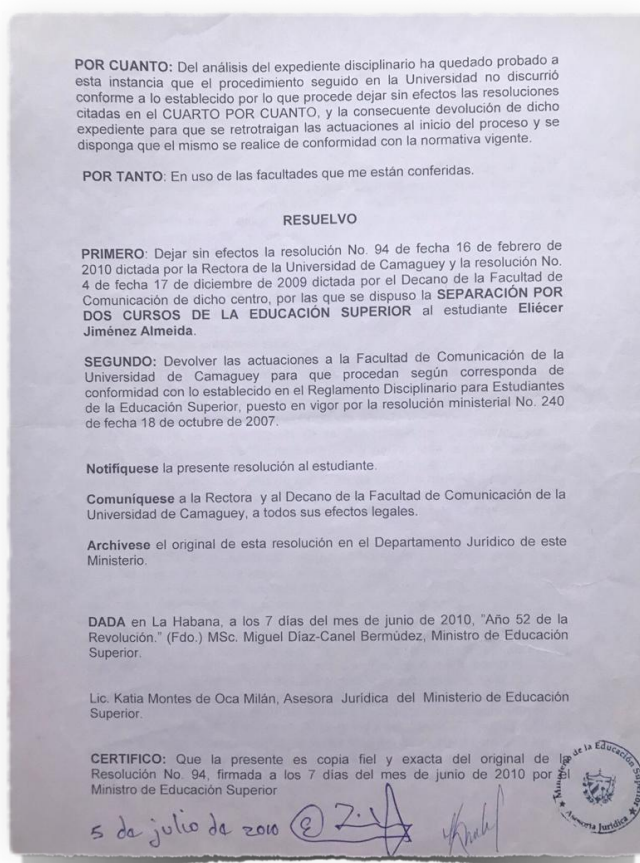 POR CUANTO: Del análisis del expediente disciplinario ha quedado probado a
esta instancia que el procedimiento seguido en la Universidad no discurrió
conforme a lo establecido por lo que procede dejar sin efectos las resoluciones
citadas en el CUARTO POR CUANTO, y la consecuente devolución de dicho
expediente para que se retrotraigan las actuaciones al inicio del proceso y se
disponga que el mismo se realice de conformidad con la normativa vigente.
POR TANTO: En uso de las facultades que me están conferidas.
RESUELVO
PRIMERO: Dejar sin efectos la resolución No. 94 de fecha 16 de febrero de
2010 dictada por la Rectora de la Universidad de Camaguey y la resolución No.
4 de fecha 17 de diciembre de 2009 dictada por el Decano de la Facultad de
Comunicación de dicho centro, por las que se dispuso la SEPARACIÓN POR
DOS CURSOS DE LA EDUCACIÓN SUPERIOR al estudiante Eliécer
Jiménez Almeida.
SEGUNDO: Devolver las actuaciones a la Facultad de Comunicación de la
Universidad de Camaguey para que procedan según corresponda de
conformidad con lo establecido en el Reglamento Disciplinario para Estudiantes
de la Educación Superior, puesto en vigor por la resolución ministerial No. 240
de fecha 18 de octubre de 2007.
Notifíquese la presente resolución al estudiante.
Comuníquese a la Rectora y al Decano de la Facultad de Comunicación de la
Universidad de Camaguey, a todos sus efectos legales.
Archívese el original de esta resolución en el Departamento Jurídico de este
Ministerio.
DADA en La Habana, a los 7 días del mes de junio de 2010, "Año 52 de la
Revolución." (Fdo.) MSc. Miguel Díaz-Canel Bermúdez, Ministro de Educación
Superior.
Lic. Katia Montes de Oca Milán, Asesora Jurídica del Ministerio de Educación
Superior.
CERTIFICO: Que la presente es copia fiel y exacta del original de la
Resolución No. 94, firmada a los 7 días del mes de junio de 2010 por el
Ministro de Educación Superior
de la Educación Superior
Asesoría Jurídica
5 de julio de 2010